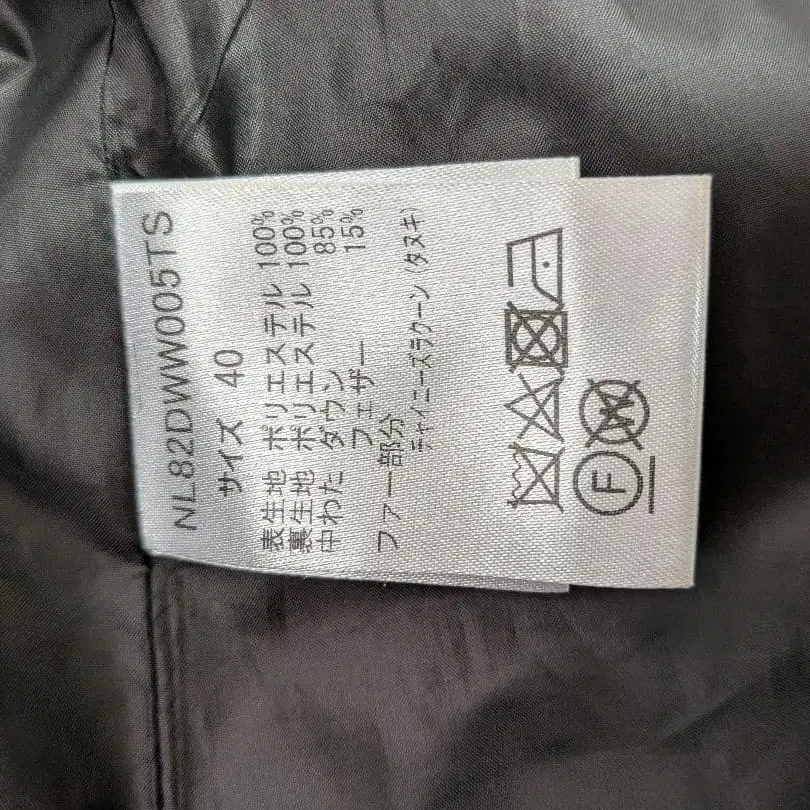 NL82DWW005TS
サイズ 40
表生地 ポリエステル 100%
裏生地 ポリエステル 100%
中わた ダウン 85%
フェザー 15%
ファー部分
チャイニーズラクーン（タヌキ）
F
W